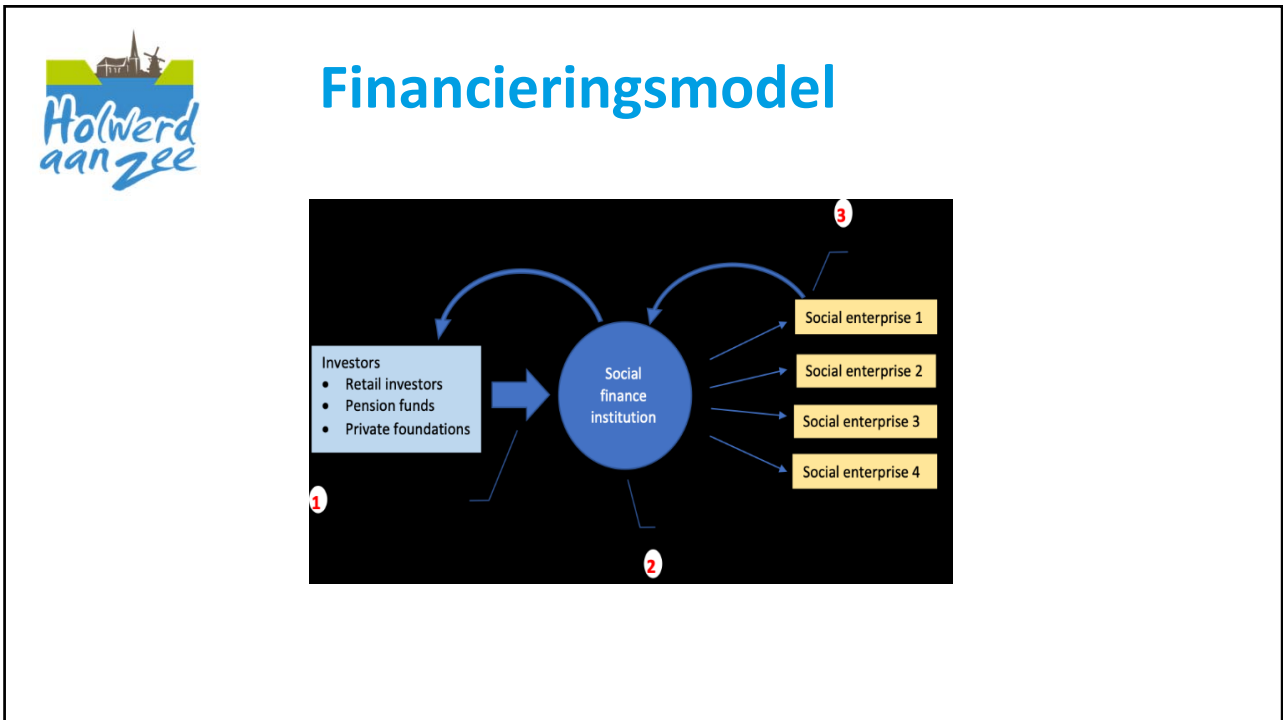 Holwerd
aan zee
Financieringsmodel
3
Investors
• Retail investors
• Pension funds
• Private foundations
Social
finance
institution
Social enterprise 1
Social enterprise 2
Social enterprise 3
Social enterprise 4
1
2